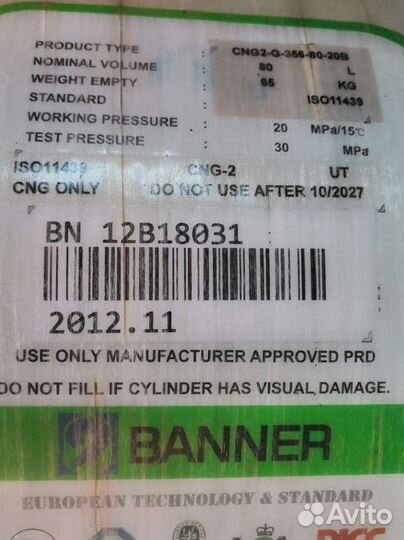 PRODUCT TYPE : CNG2-G-356-80-20B
NOMINAL VOLUME : 80 L
WEIGHT EMPTY : 65 KG
STANDARD : ISO11439
WORKING PRESSURE : 20 MPa/15℃
TEST PRESSURE : 30 MPa
ISO11439 CNG-2 UT
CNG ONLY DO NOT USE AFTER 10/2027
BN 12B18031
2012.11
USE ONLY MANUFACTURER APPROVED PRD
DO NOT FILL IF CYLINDER HAS VISUAL DAMAGE.
BANNER
EUROPEAN TECHNOLOGY & STANDARD
Avito